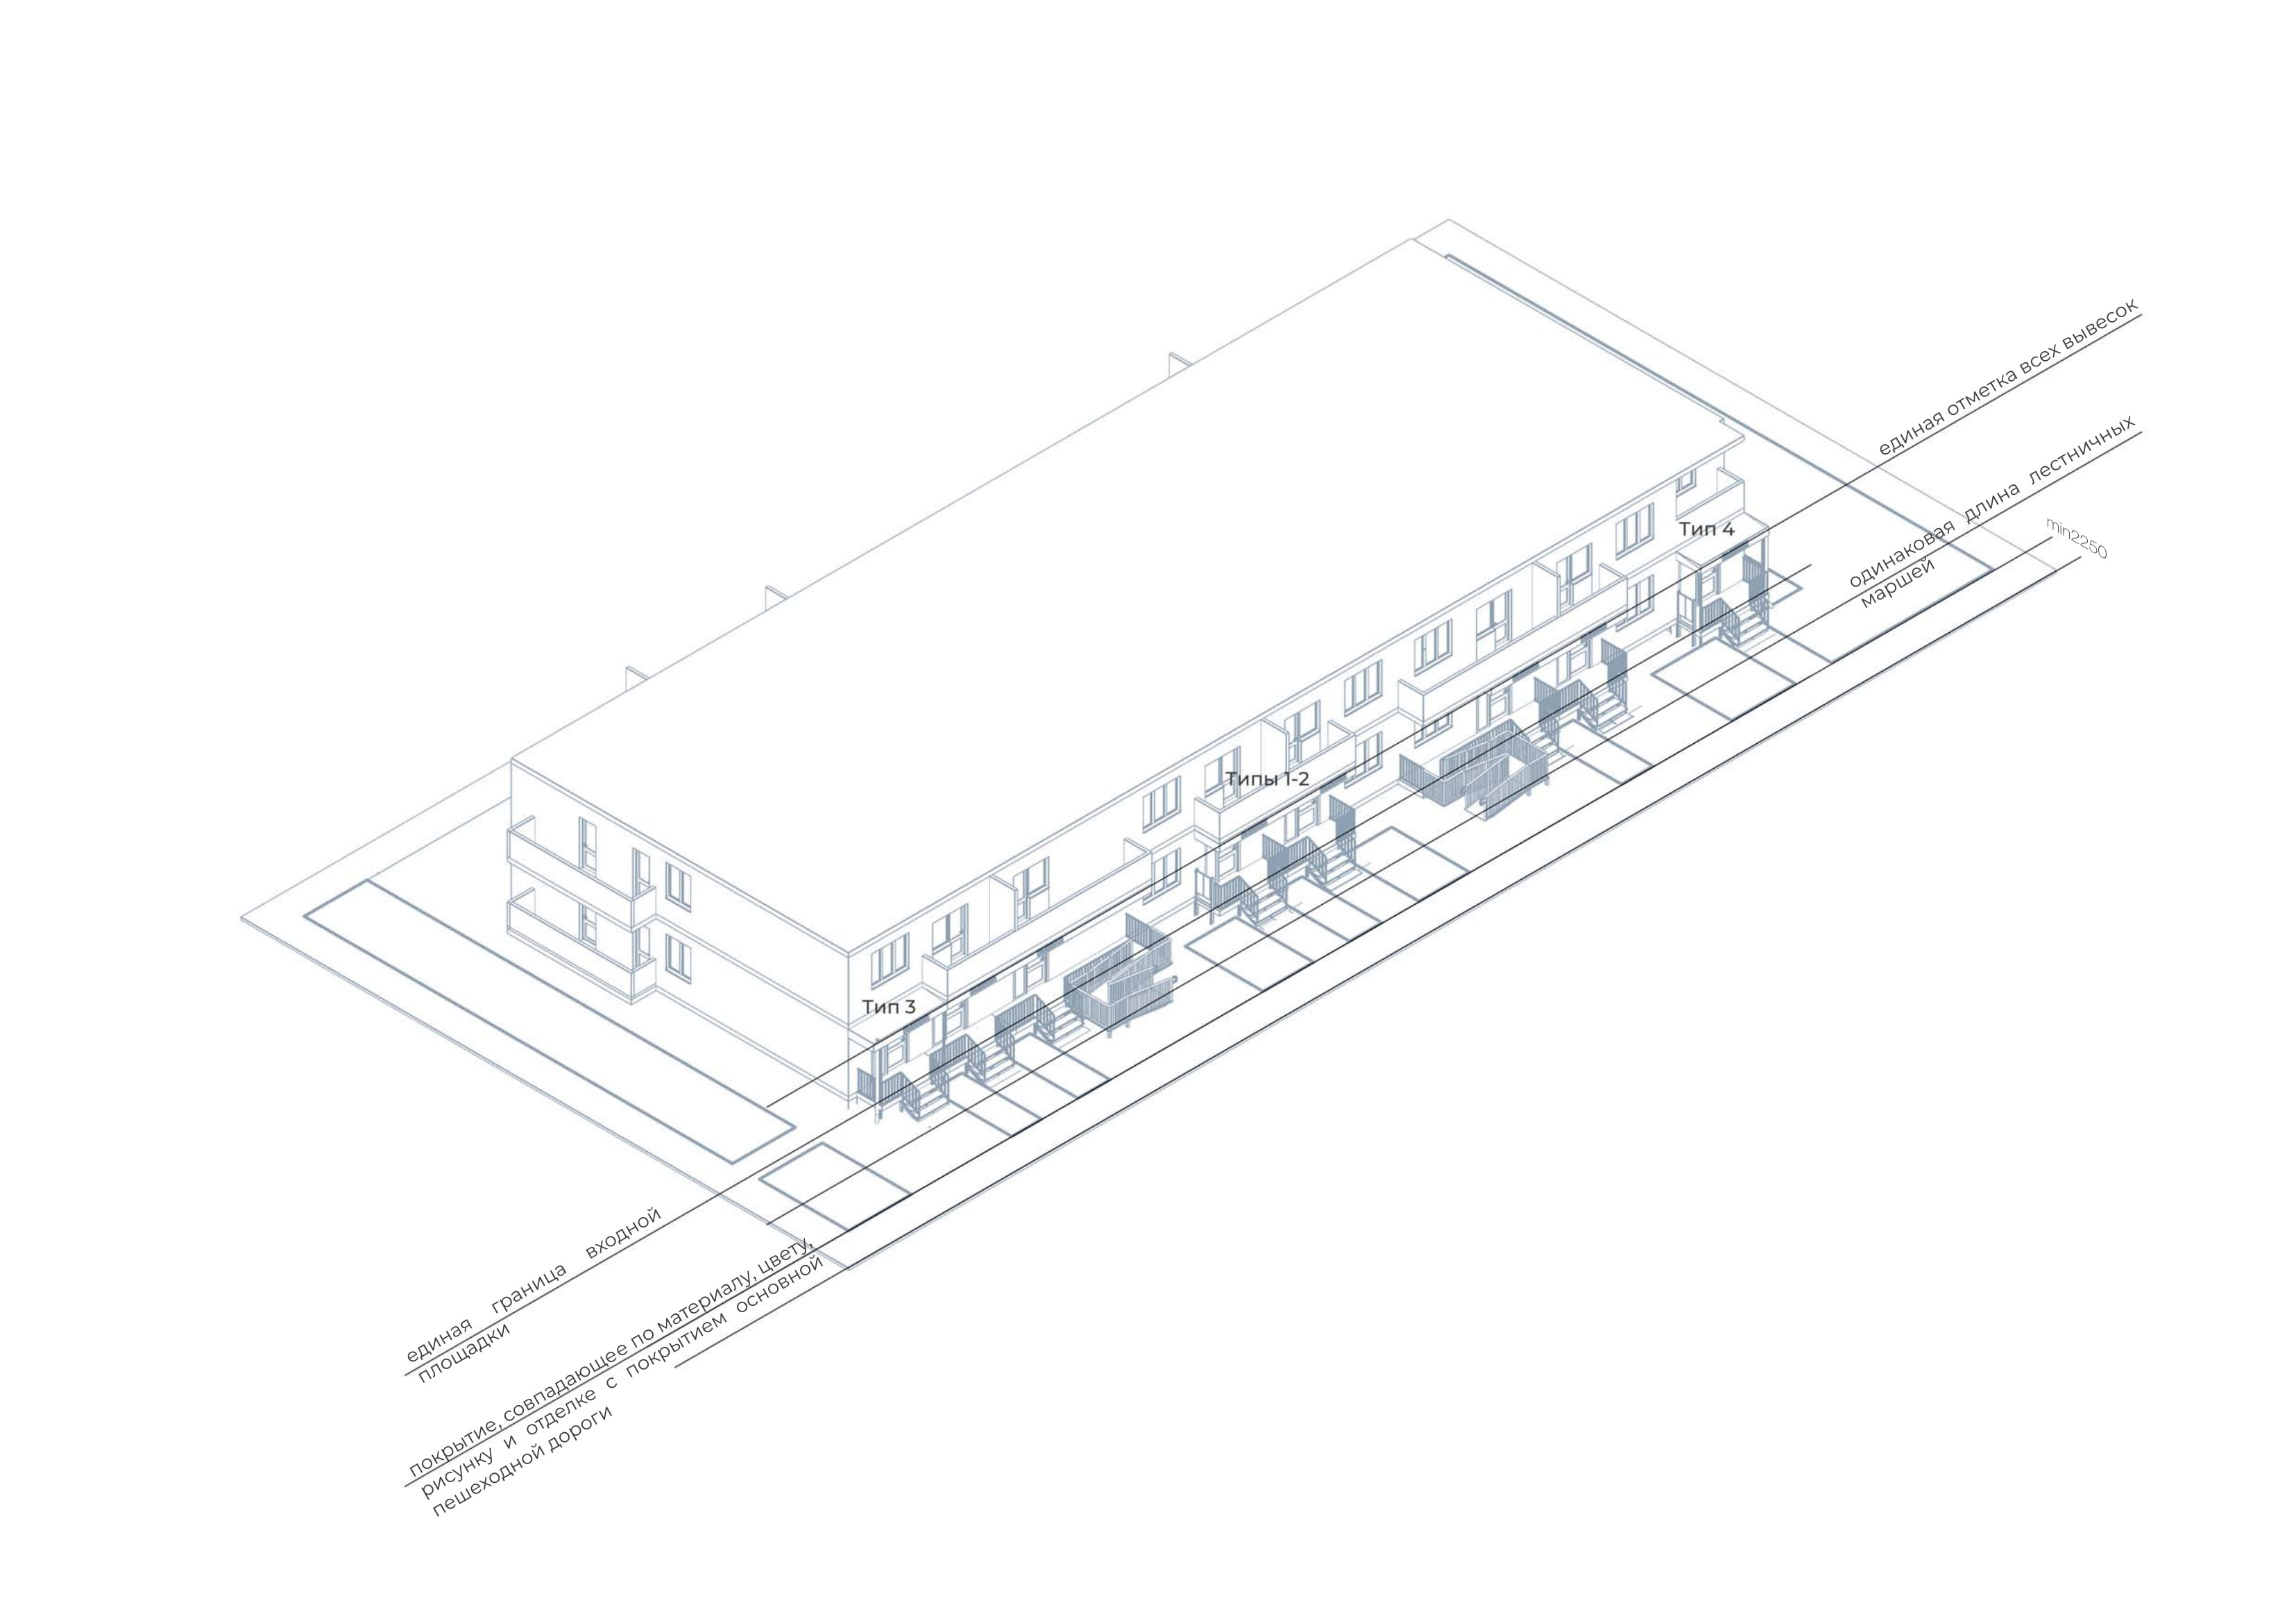 единая отметка всех вывесок
одинаковая длина лестничных
маршей
min2250
Тип 4
Типы 1-2
Тип 3
единая граница входной
площадки
покрытие, совпадающее по материалу, цвету,
рисунку и отделке с покрытием основной
пешеходной дороги